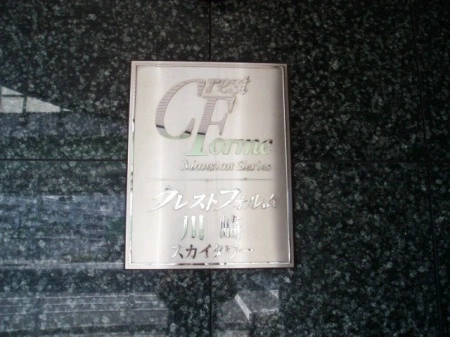 Crest
Forme
Mansion Series
クレストフォルム
川崎
スカイタワー